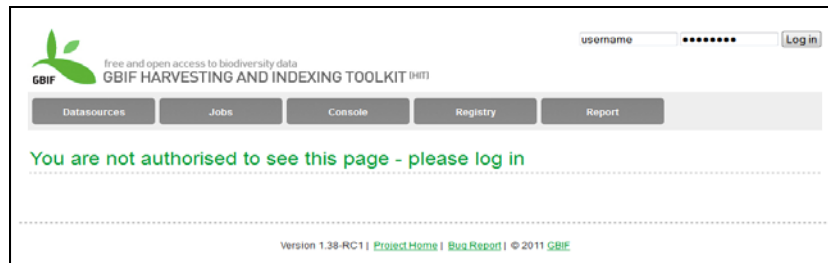 username •••••••• Log in
free and open access to biodiversity data
GBIF GBIF HARVESTING AND INDEXING TOOLKIT [HIT]
Datasources Jobs Console Registry Report
You are not authorised to see this page - please log in
Version 1.38-RC1 | Project Home | Bug Report | © 2011 GBIF